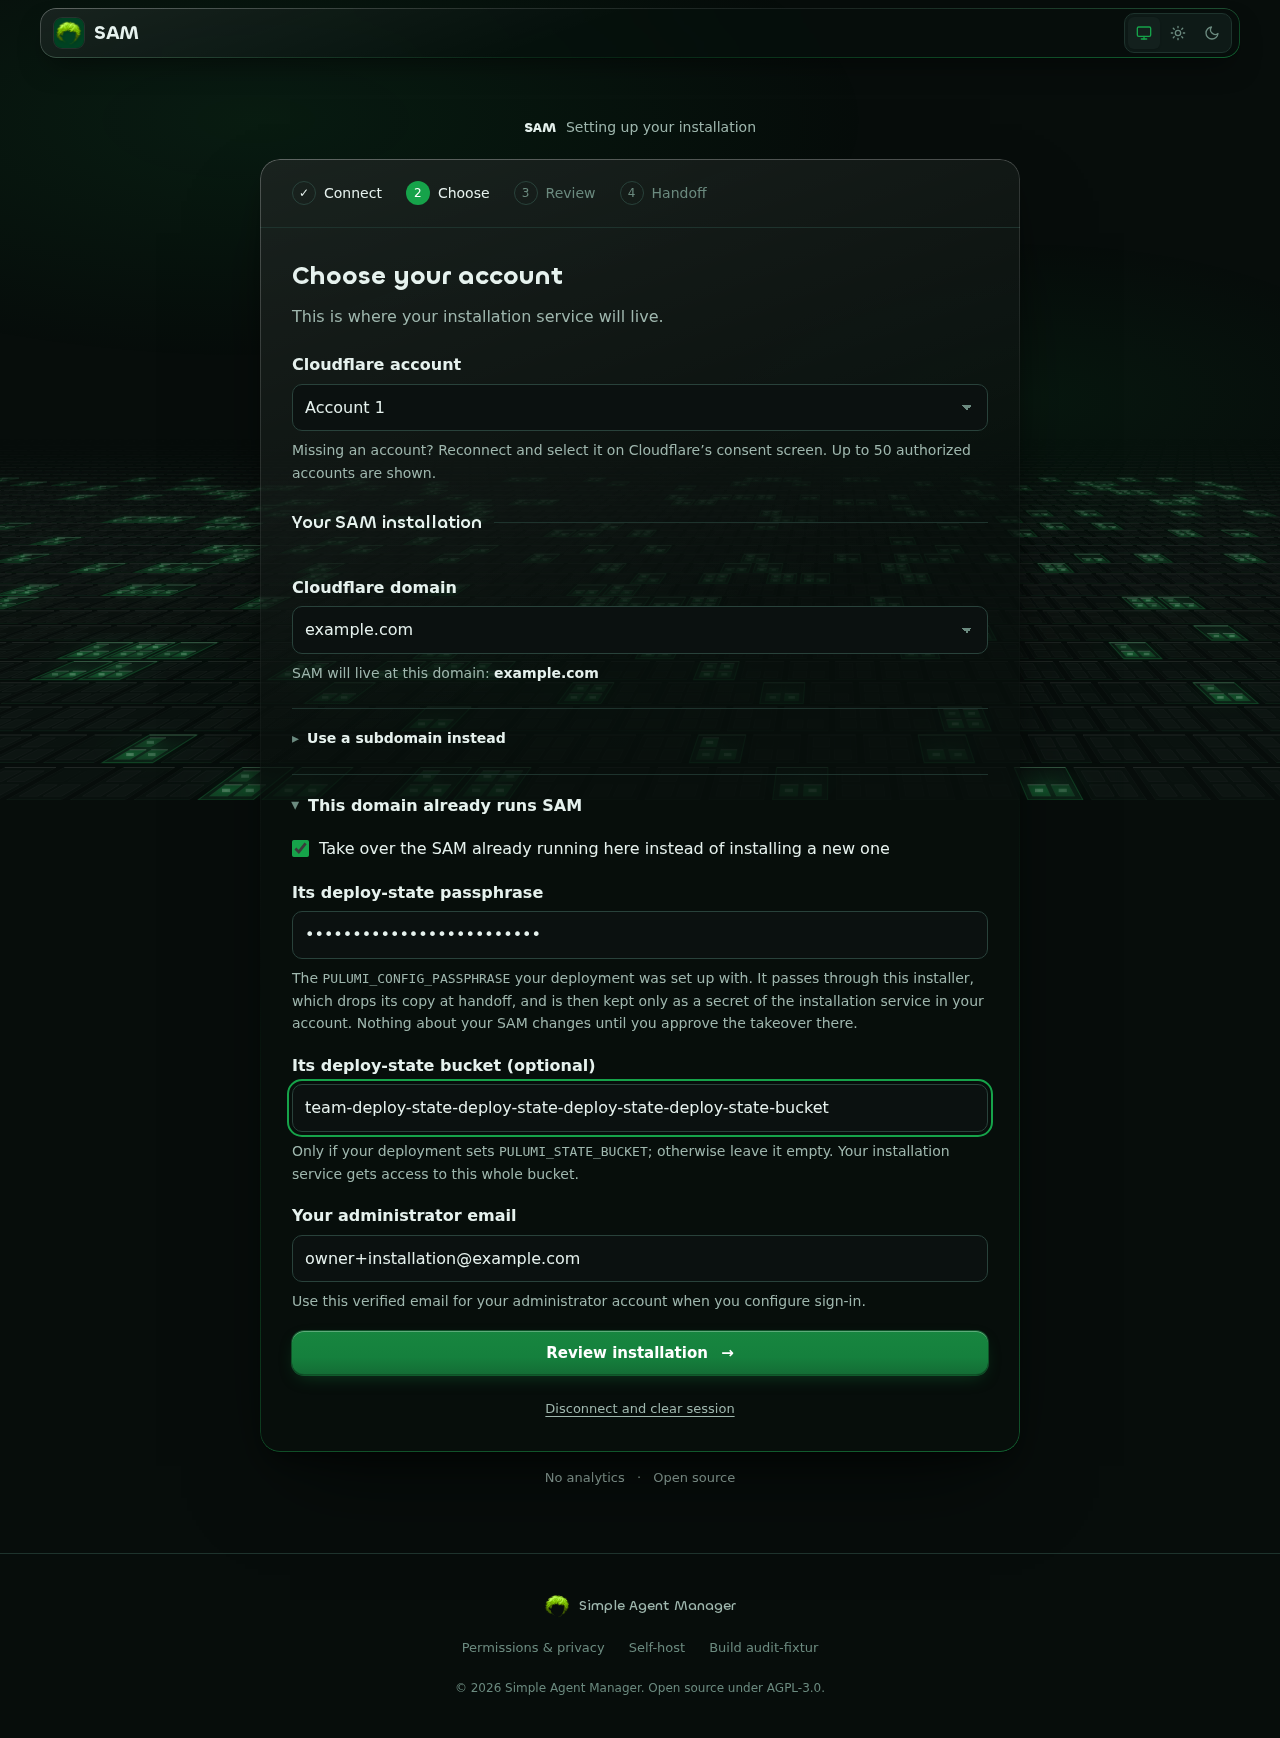 SAM
SAM Setting up your installation
✓ Connect 2 Choose 3 Review 4 Handoff
Choose your account
This is where your installation service will live.
Cloudflare account
Account 1
Missing an account? Reconnect and select it on Cloudflare’s consent screen. Up to 50 authorized
accounts are shown.
Your SAM installation
Cloudflare domain
example.com
SAM will live at this domain: example.com
▸ Use a subdomain instead
▾ This domain already runs SAM
Take over the SAM already running here instead of installing a new one
Its deploy-state passphrase
•••••••••••••••••••••••••
The PULUMI_CONFIG_PASSPHRASE your deployment was set up with. It passes through this installer,
which drops its copy at handoff, and is then kept only as a secret of the installation service in your
account. Nothing about your SAM changes until you approve the takeover there.
Its deploy-state bucket (optional)
team-deploy-state-deploy-state-deploy-state-deploy-state-bucket
Only if your deployment sets PULUMI_STATE_BUCKET; otherwise leave it empty. Your installation
service gets access to this whole bucket.
Your administrator email
owner+installation@example.com
Use this verified email for your administrator account when you configure sign-in.
Review installation →
Disconnect and clear session
No analytics · Open source
Simple Agent Manager
Permissions & privacy Self-host Build audit-fixtur
© 2026 Simple Agent Manager. Open source under AGPL-3.0.